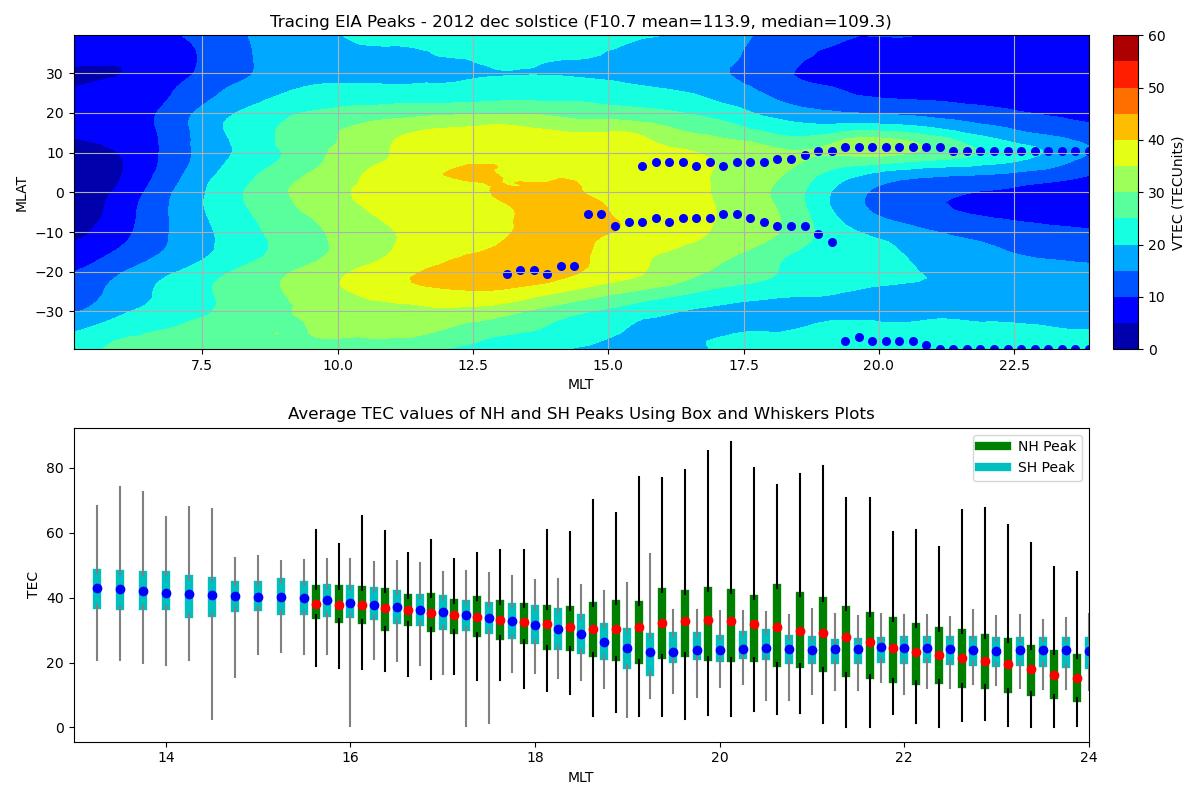 Tracing EIA Peaks - 2012 dec solstice (F10.7 mean=113.9, median=109.3)
30
20
10
0
−10
−20
−30
MLAT
7.5 10.0 12.5 15.0 17.5 20.0 22.5
MLT
60
50
40
30
20
10
0
VTEC (TECUnits)
Average TEC values of NH and SH Peaks Using Box and Whiskers Plots
NH Peak
SH Peak
80
60
40
20
0
TEC
14 16 18 20 22 24
MLT